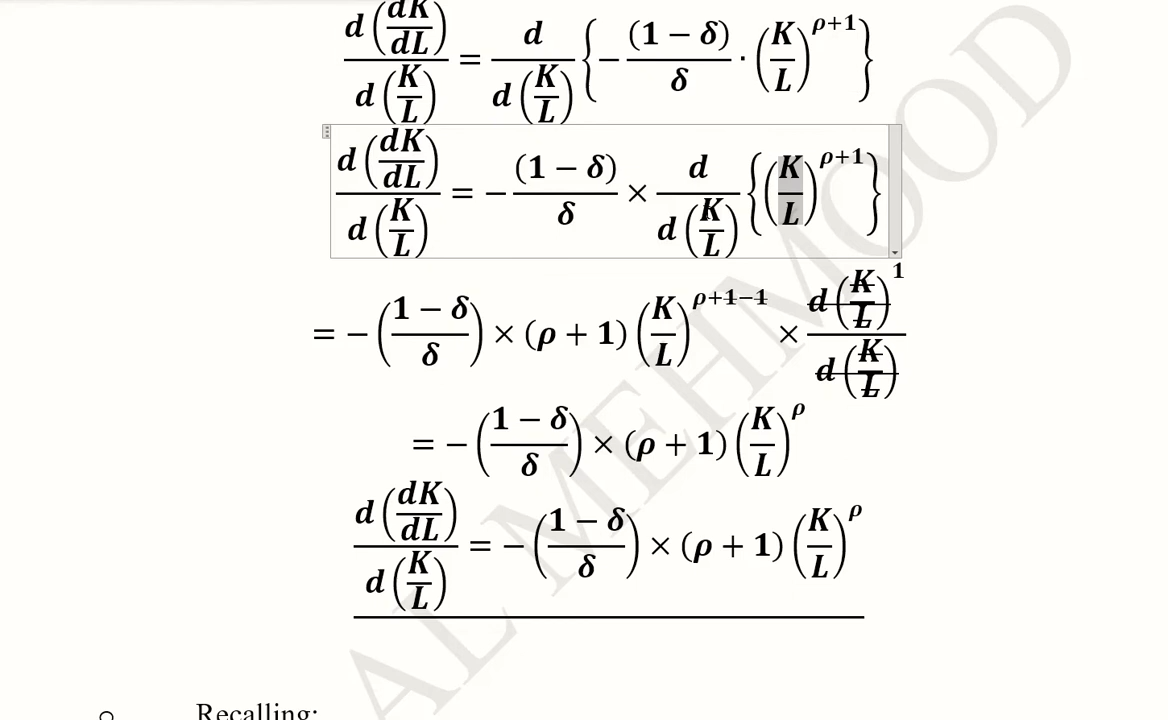 d(dK/dL)/d(K/L) = d/d(K/L) {−(1 − δ)/δ · (K/L)^(ρ+1)}
d(dK/dL)/d(K/L) = −(1 − δ)/δ × d/d(K/L) {(K/L)^(ρ+1)}
= −((1 − δ)/δ) × (ρ + 1)(K/L)^(ρ+1−1) × d(K/L)^1/d(K/L)
= −((1 − δ)/δ) × (ρ + 1)(K/L)^ρ
d(dK/dL)/d(K/L) = −((1 − δ)/δ) × (ρ + 1)(K/L)^ρ
o Recalling:
AL MEHMOOD